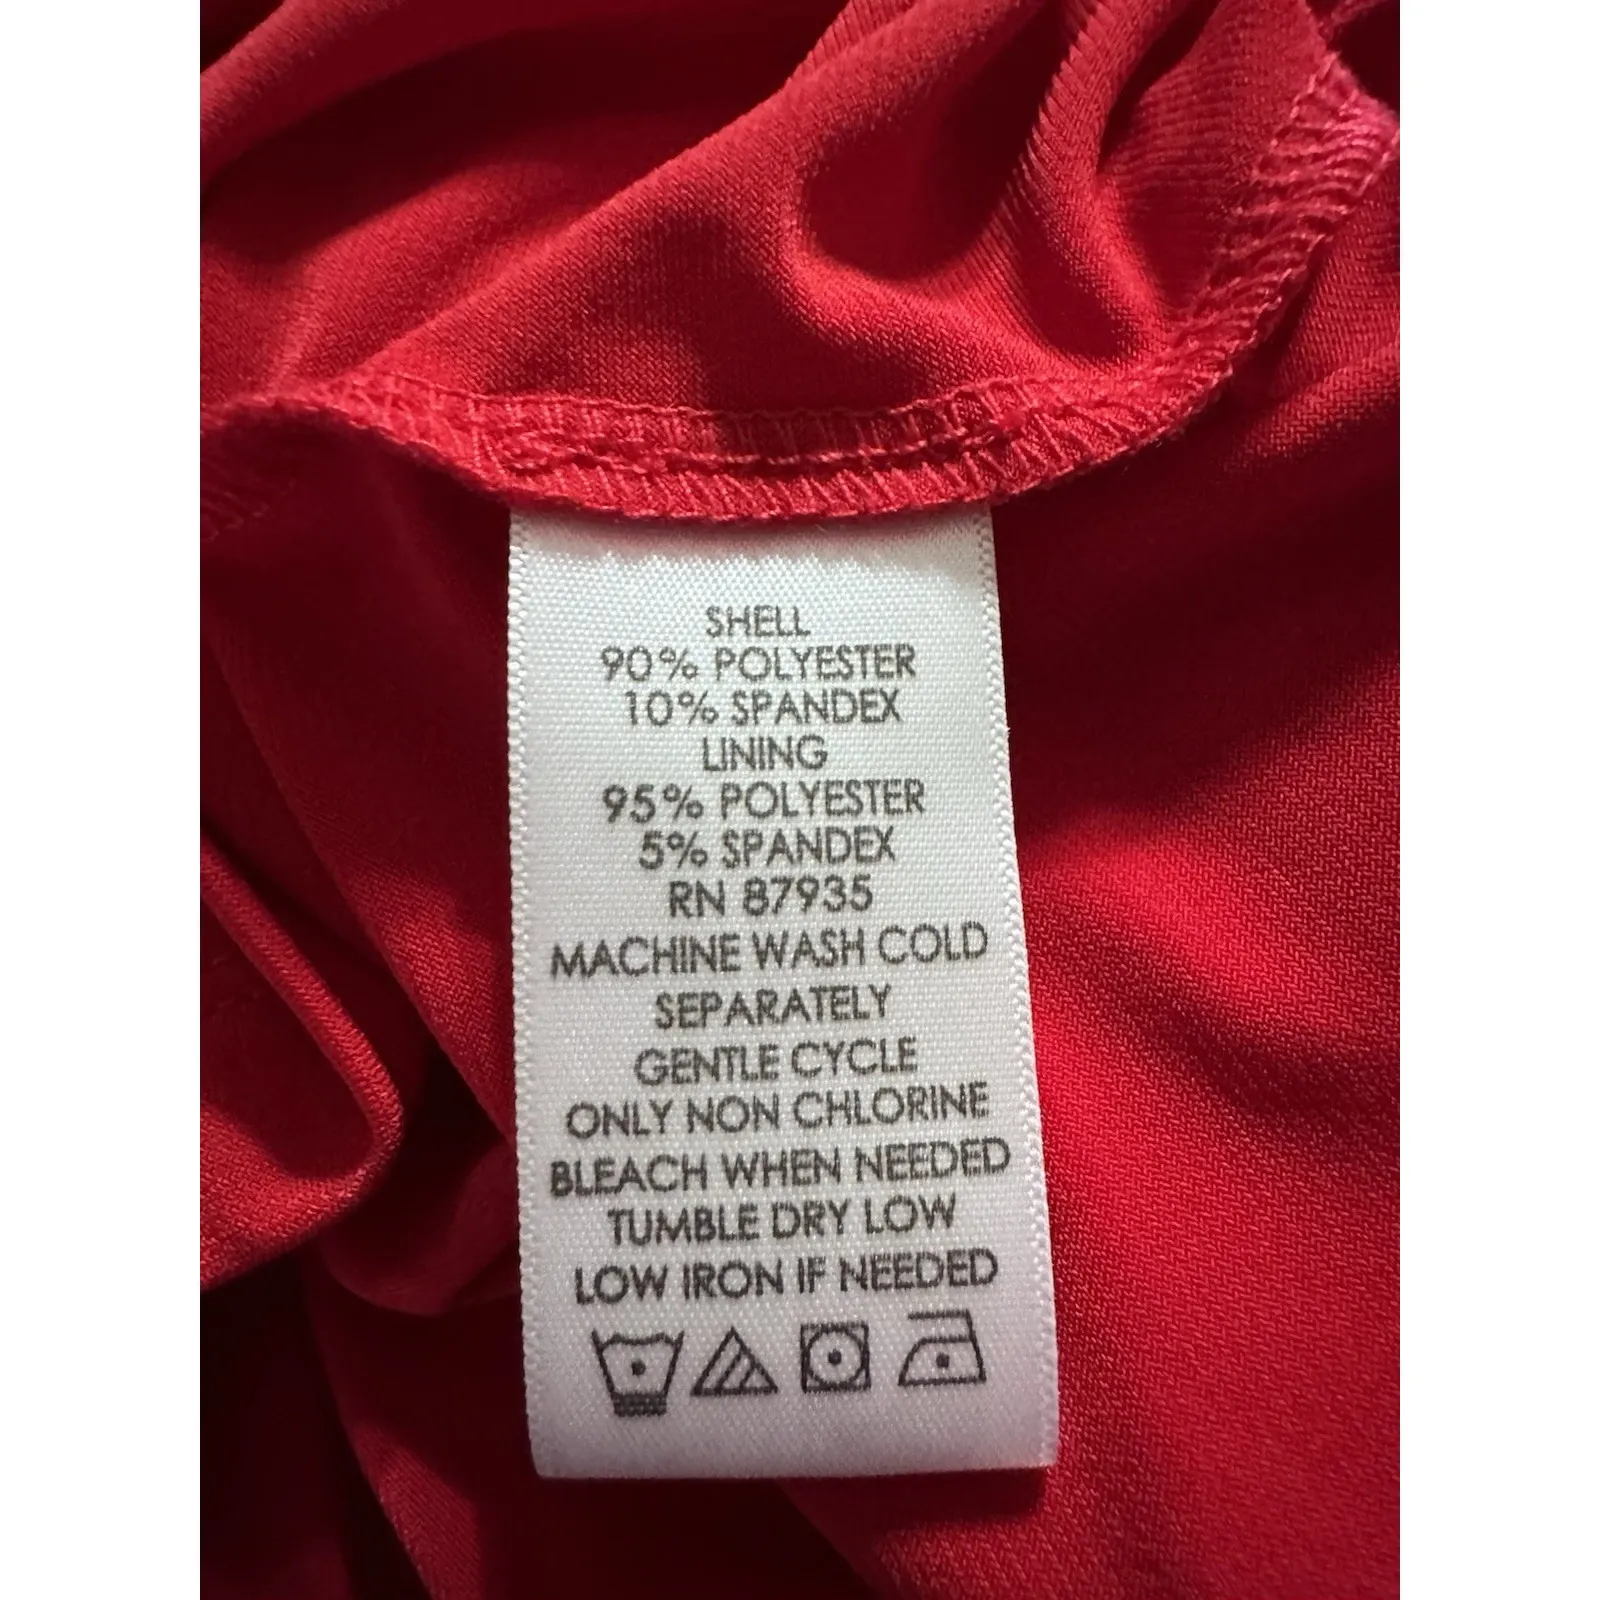 SHELL
90% POLYESTER
10% SPANDEX
LINING
95% POLYESTER
5% SPANDEX
RN 87935
MACHINE WASH COLD
SEPARATELY
GENTLE CYCLE
ONLY NON CHLORINE
BLEACH WHEN NEEDED
TUMBLE DRY LOW
LOW IRON IF NEEDED